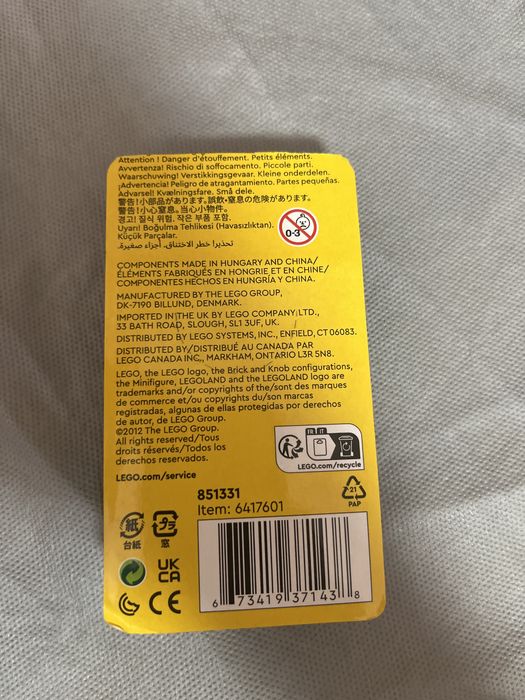 Attention ! Danger d'étouffement. Petits éléments.
Avvertenza! Rischio di soffocamento. Piccole parti.
Waarschuwing! Verstikkingsgevaar. Kleine onderdelen.
¡Advertencia! Peligro de atragantamiento. Partes pequeñas.
Advarsel! Kvælningsfare. Små dele.
警告!小部品があります。誤飲・窒息の危険があります。
警告!小心窒息。当心小物件。
경고! 질식 위험. 작은 부품 포함.
Uyarı! Boğulma Tehlikesi (Havasızlıktan).
Küçük Parçalar.
تحذير! خطر الاختناق. أجزاء صغيرة.
0-3
COMPONENTS MADE IN HUNGARY AND CHINA/
ÉLÉMENTS FABRIQUÉS EN HONGRIE ET EN CHINE/
COMPONENTES HECHOS EN HUNGRÍA Y CHINA.
MANUFACTURED BY THE LEGO GROUP,
DK-7190 BILLUND, DENMARK.
IMPORTED IN THE UK BY LEGO COMPANY LTD.,
33 BATH ROAD, SLOUGH, SL1 3UF, UK.
DISTRIBUTED BY LEGO SYSTEMS, INC., ENFIELD, CT 06083.
DISTRIBUTED BY/DISTRIBUÉ AU CANADA PAR
LEGO CANADA INC., MARKHAM, ONTARIO L3R 5N8.
LEGO, the LEGO logo, the Brick and Knob configurations,
the Minifigure, LEGOLAND and the LEGOLAND logo are
trademarks and/or copyrights of the/sont des marques
de commerce et/ou copyrights du/son marcas
registradas, algunas de ellas protegidas por derechos
de autor, de LEGO Group.
©2012 The LEGO Group.
All rights reserved/Tous
droits réservés/Todos los
derechos reservados.
LEGO.com/service
FR IT
LEGO.com/recycle
851331
Item: 6417601
21
PAP
紙
台紙
プラ
窓
UK
CA
CE
6 73419 37143 8